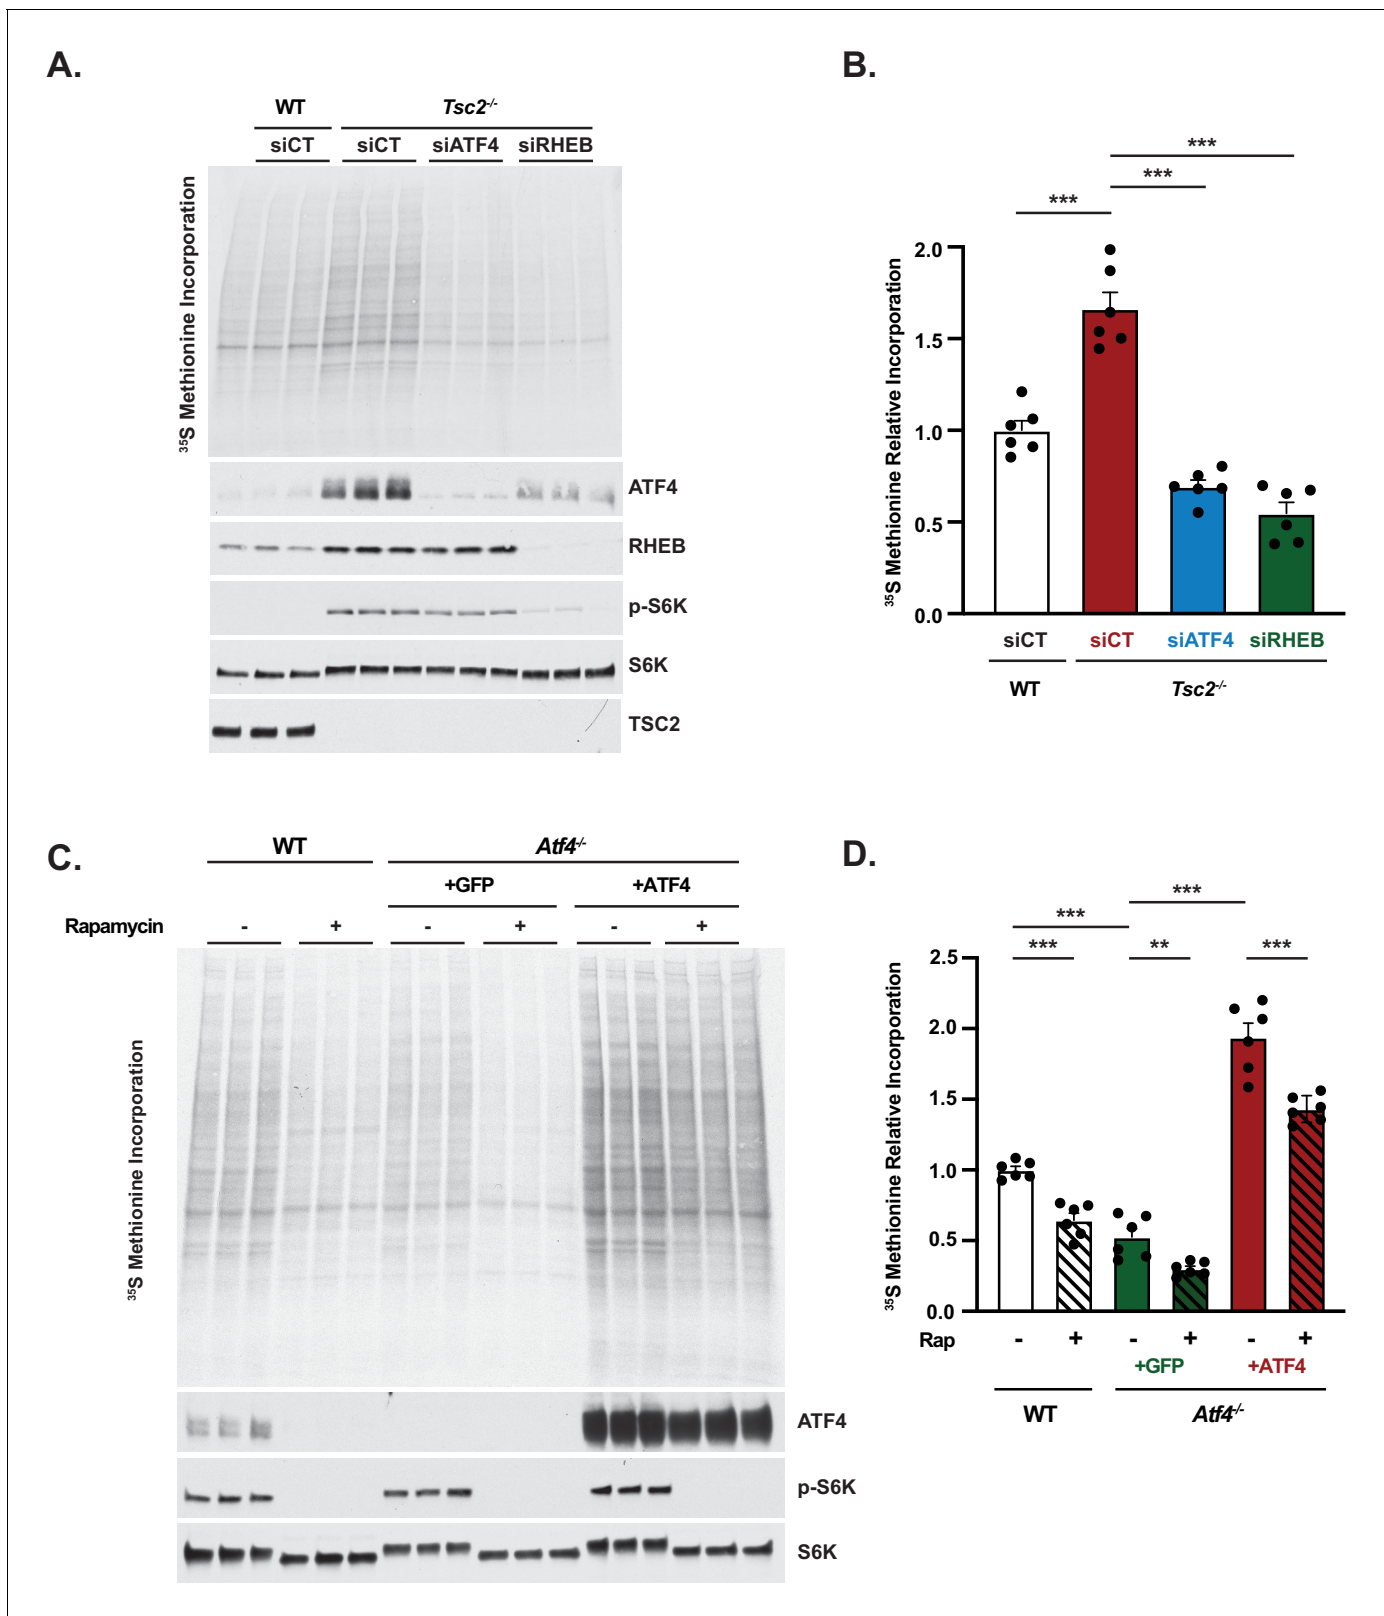 A.
WT
Tsc2-/-
siCT siCT siATF4 siRHEB
35S Methionine Incorporation
ATF4
RHEB
p-S6K
S6K
TSC2
B.
***
***
***
35S Methionine Relative Incorporation
2.0
1.5
1.0
0.5
0.0
siCT siCT siATF4 siRHEB
WT Tsc2-/-
C.
WT Atf4-/-
+GFP +ATF4
Rapamycin - + - + - +
35S Methionine Incorporation
ATF4
p-S6K
S6K
D.
***
***
*** ** ***
35S Methionine Relative Incorporation
2.5
2.0
1.5
1.0
0.5
0.0
Rap - + - + - +
+GFP +ATF4
WT Atf4-/-